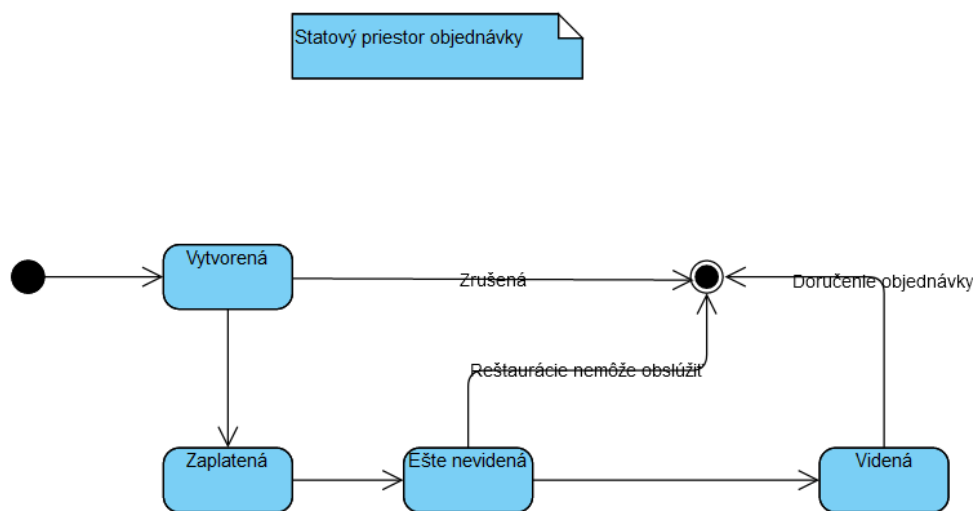 Statový priestor objednávky
Vytvorená
Zrušená
Doručenie objednávky
Reštaurácie nemôže obslúžiť
Zaplatená
Ešte nevidená
Videná